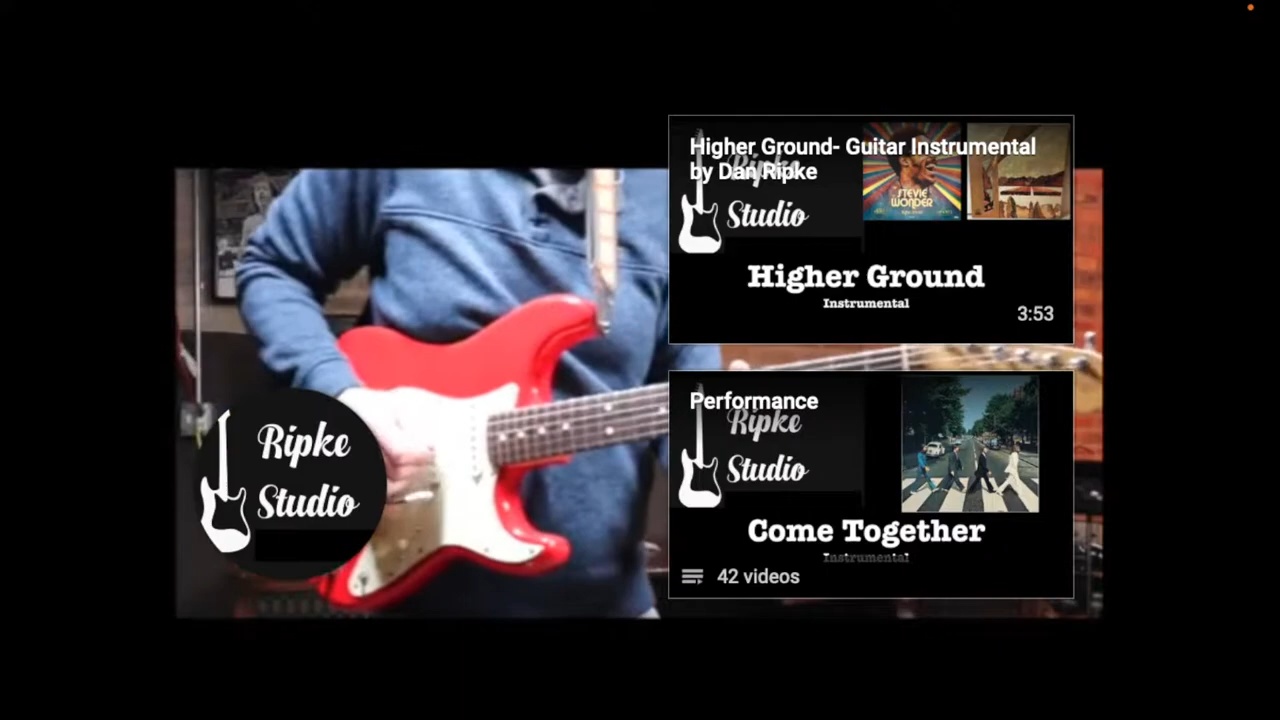 Higher Ground- Guitar Instrumental
by Dan Ripke
Ripke
Studio
STEVIE
WONDER
Higher Ground
Instrumental
3:53
Performance
Ripke
Studio
Come Together
Instrumental
42 videos
Ripke
Studio